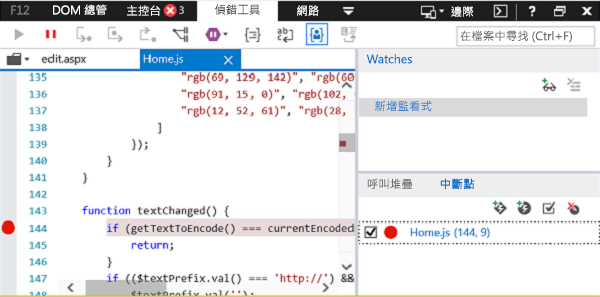 F12 DOM 總管 主控台 3 偵錯工具 網路 邊際 ?
在檔案中尋找 (Ctrl+F)
edit.aspx Home.js
135 "rgb(69, 129, 142)", "rgb(60
136 "rgb(91, 15, 0)", "rgb(102,
137 "rgb(12, 52, 61)", "rgb(28,
138 ]
139 });
140 }
141 }
142
143 function textChanged() {
144 if (getTextToEncode() === currentEncoded
145 return;
146 }
147 if (($textPrefix.val() === 'http://') &&
148 $textPrefix.val('');
Watches
新增監看式
呼叫堆疊 中斷點
Home.js (144, 9)